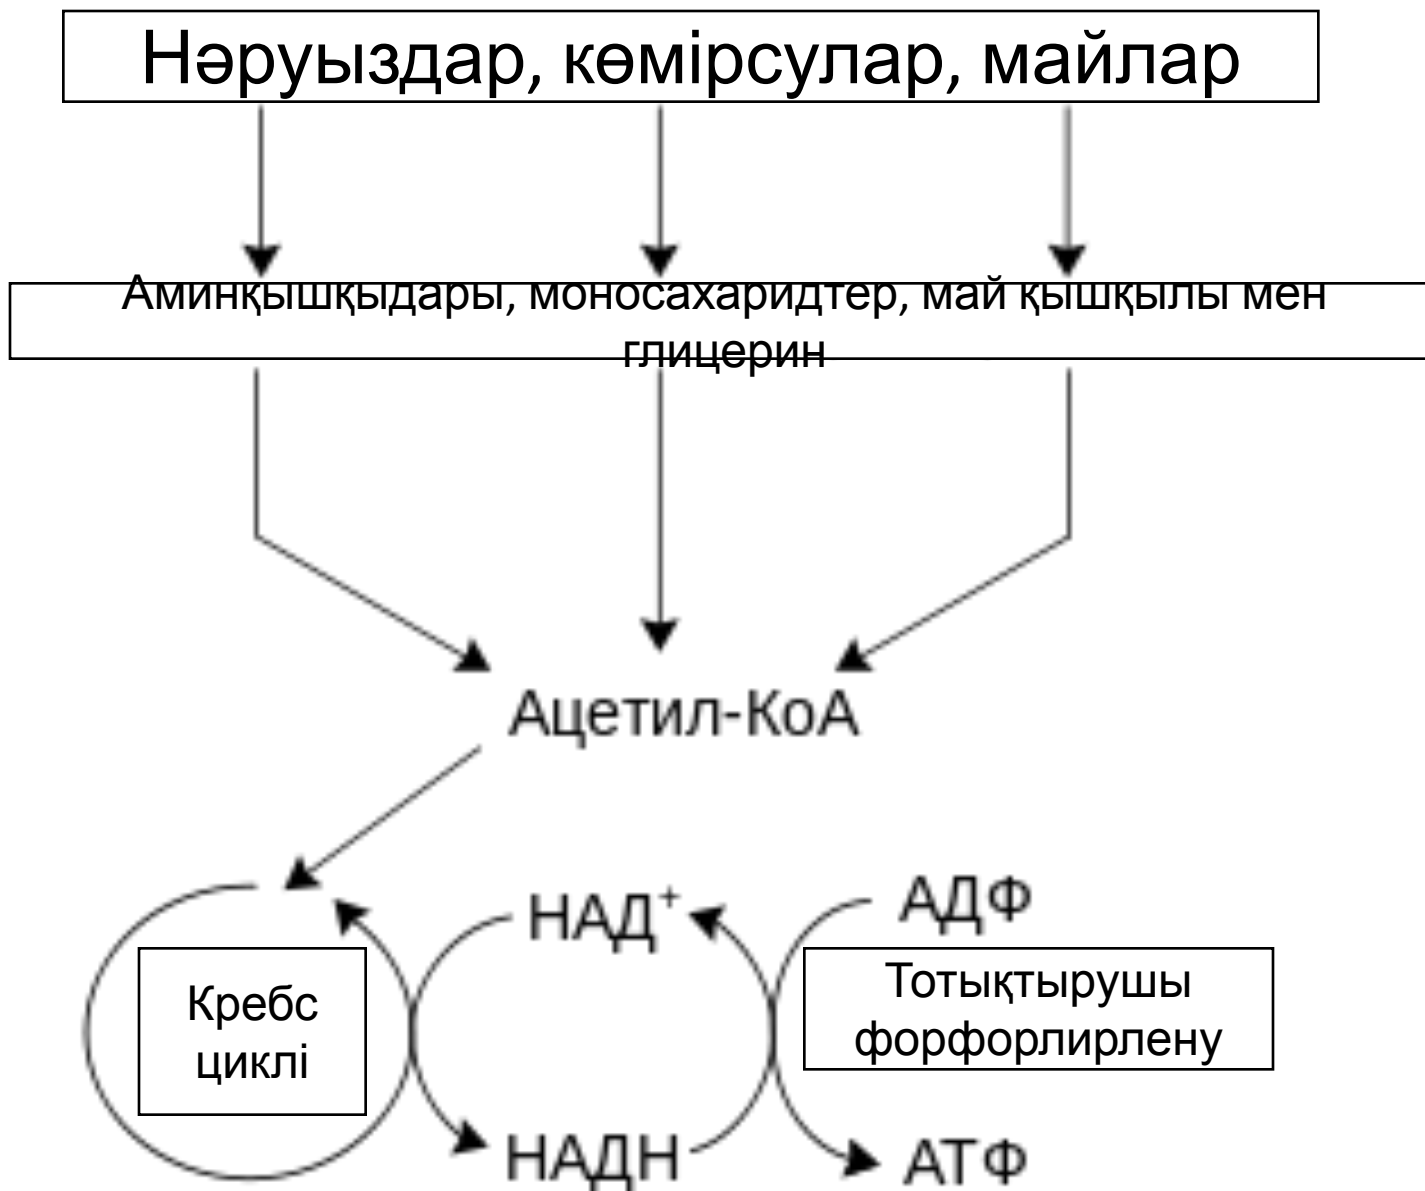 Нәруыздар, көмірсулар, майлар
Аминқышқыдары, моносахаридтер, май қышқылы мен
глицерин
Ацетил-КоА
НАД⁺
АДФ
Кребс
циклі
Тотықтырушы
форфорлирлену
НАДН
АТФ